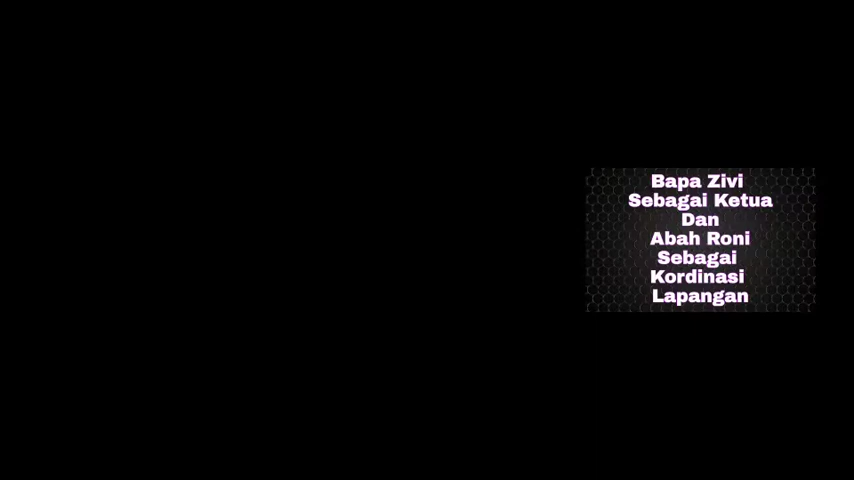 Bapa Zivi
Sebagai Ketua
Dan
Abah Roni
Sebagai
Kordinasi
Lapangan